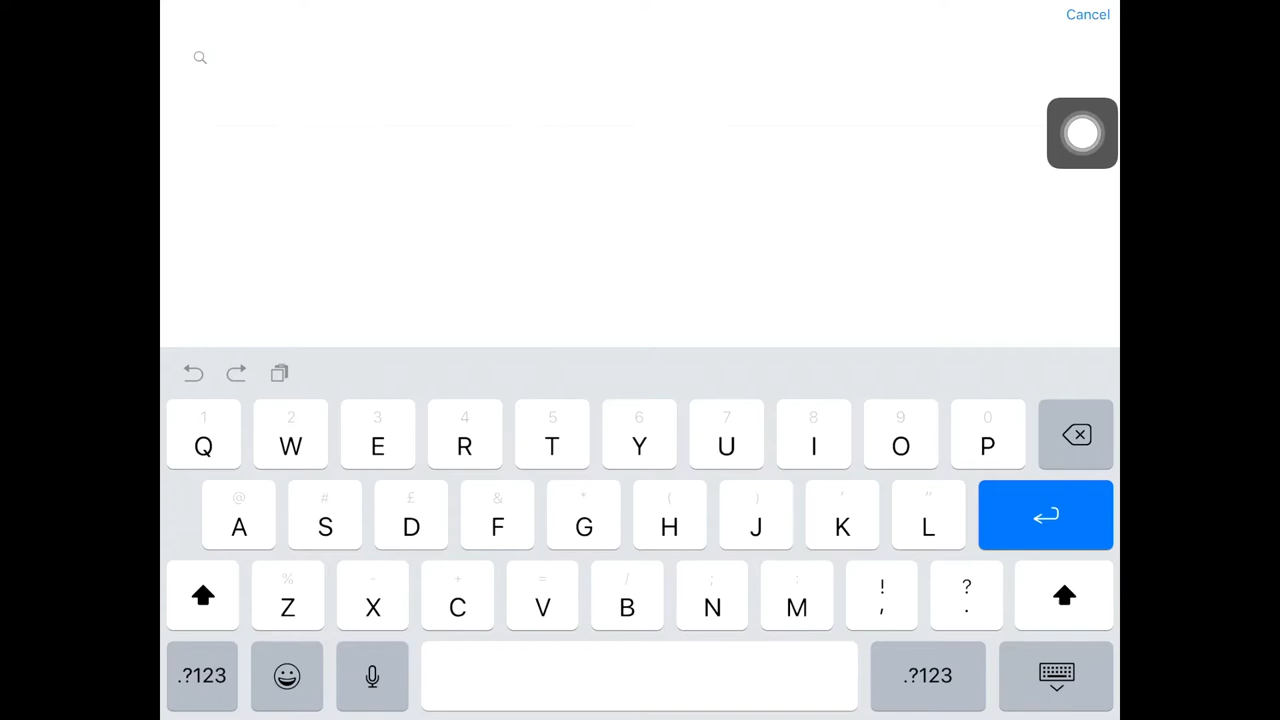 Cancel
1 2 3 4 5 6 7 8 9 0
Q W E R T Y U I O P
@ # £ & * ( ) ' "
A S D F G H J K L
% - + = / ; : ! ?
Z X C V B N M , .
.?123 .?123